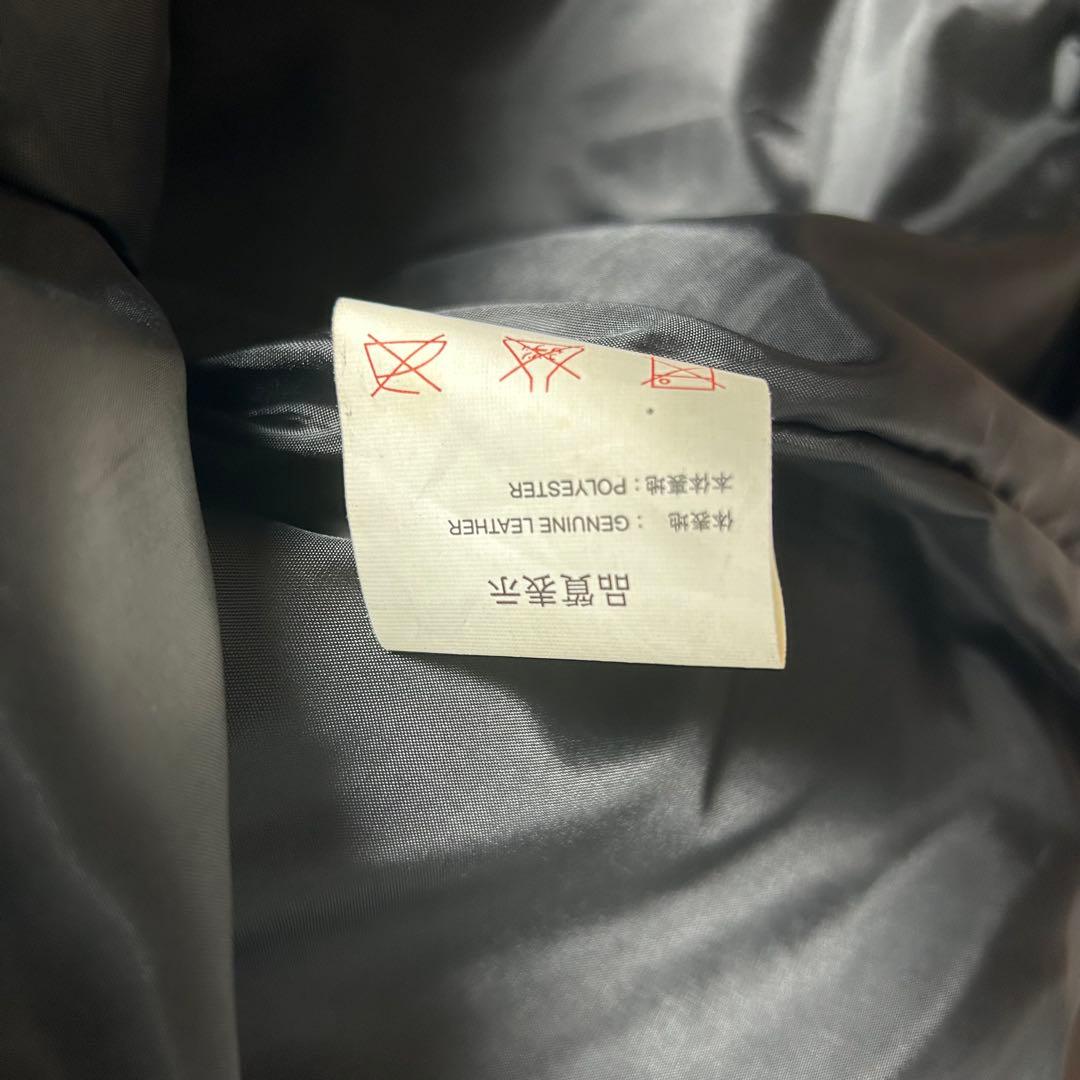 品質表示
体表地 : GENUINE LEATHER
本体裏地 : POLYESTER